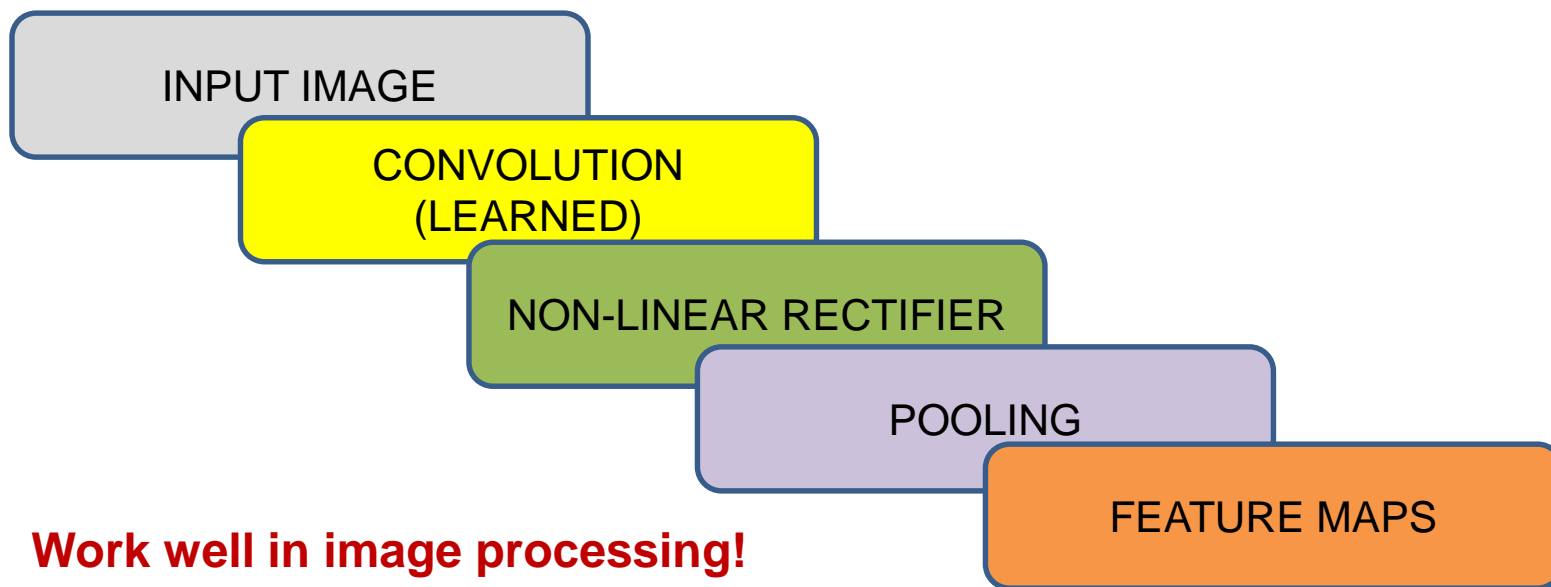 INPUT IMAGE
CONVOLUTION
(LEARNED)
NON-LINEAR RECTIFIER
POOLING
FEATURE MAPS
Work well in image processing!